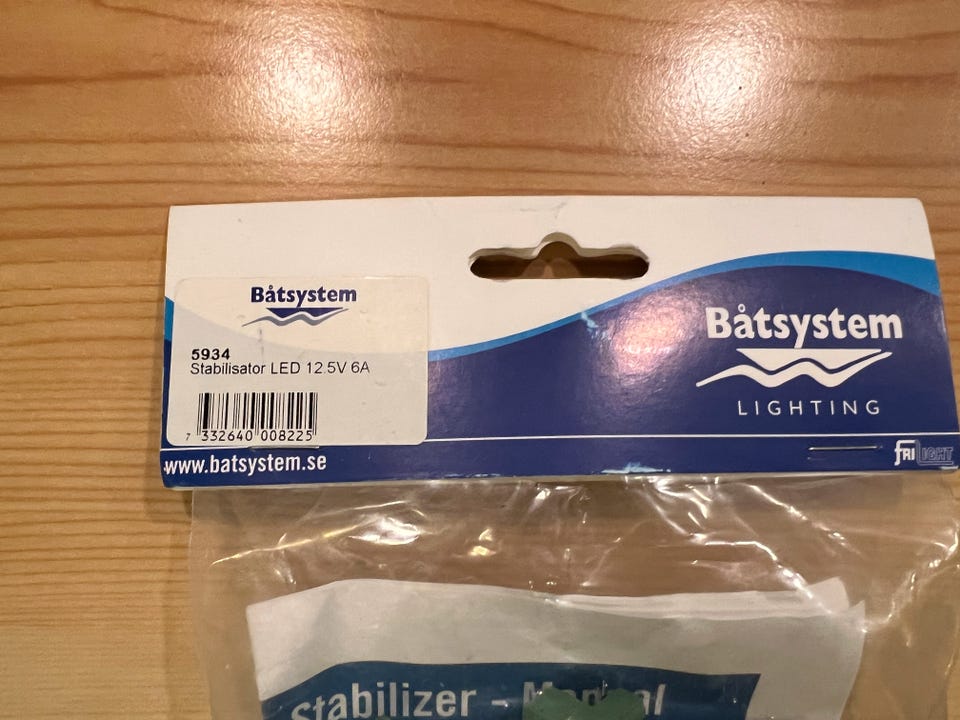 Båtsystem
5934
Stabilisator LED 12.5V 6A
7 332640 008225
www.batsystem.se
Båtsystem
LIGHTING
FRILIGHT
Stabilizer - Manual